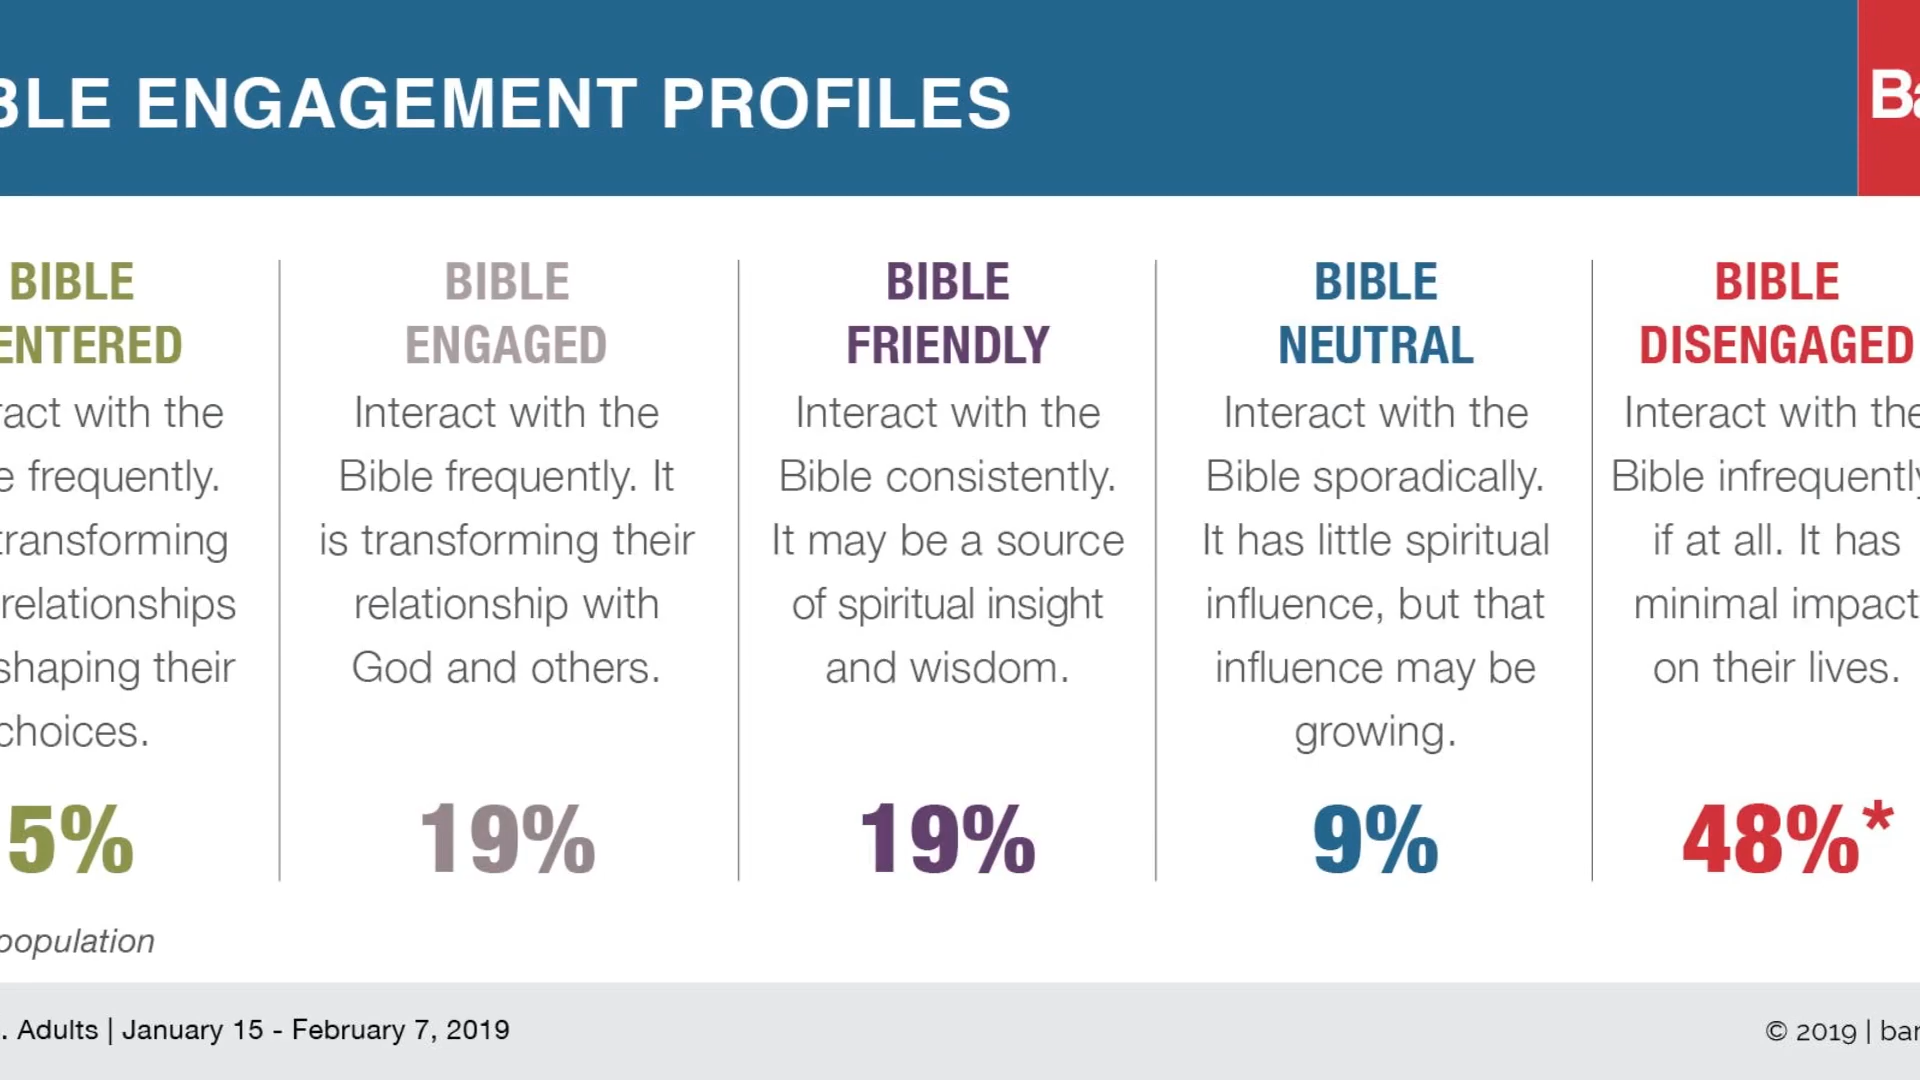 BLE ENGAGEMENT PROFILES
Ba
BIBLE
ENTERED
ract with the
e frequently.
transforming
relationships
shaping their
choices.
5%
BIBLE
ENGAGED
Interact with the
Bible frequently. It
is transforming their
relationship with
God and others.
19%
BIBLE
FRIENDLY
Interact with the
Bible consistently.
It may be a source
of spiritual insight
and wisdom.
19%
BIBLE
NEUTRAL
Interact with the
Bible sporadically.
It has little spiritual
influence, but that
influence may be
growing.
9%
BIBLE
DISENGAGED
Interact with the
Bible infrequently
if at all. It has
minimal impact
on their lives.
48%*
population
. Adults | January 15 - February 7, 2019
© 2019 | bar